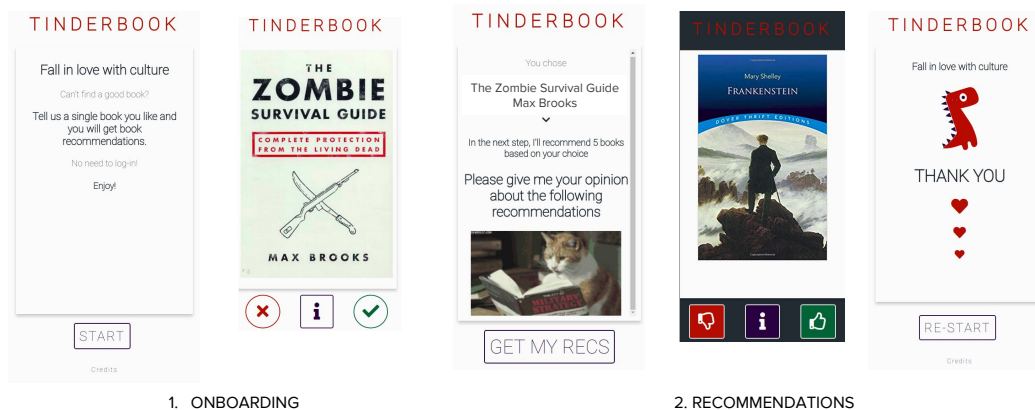 TINDERBOOK
Fall in love with culture
Can't find a good book?
Tell us a single book you like and
you will get book
recommendations.
No need to log-in!
Enjoy!
START
Credits
TINDERBOOK
THE
ZOMBIE
SURVIVAL GUIDE
COMPLETE PROTECTION
FROM THE LIVING DEAD
MAX BROOKS
i
TINDERBOOK
You chose
The Zombie Survival Guide
Max Brooks
In the next step, I'll recommend 5 books
based on your choice
Please give me your opinion
about the following
recommendations
MILITARY
STRATEGY
GET MY RECS
TINDERBOOK
Mary Shelley
FRANKENSTEIN
DOVER THRIFT EDITIONS
i
TINDERBOOK
Fall in love with culture
THANK YOU
RE-START
Credits
1. ONBOARDING
2. RECOMMENDATIONS